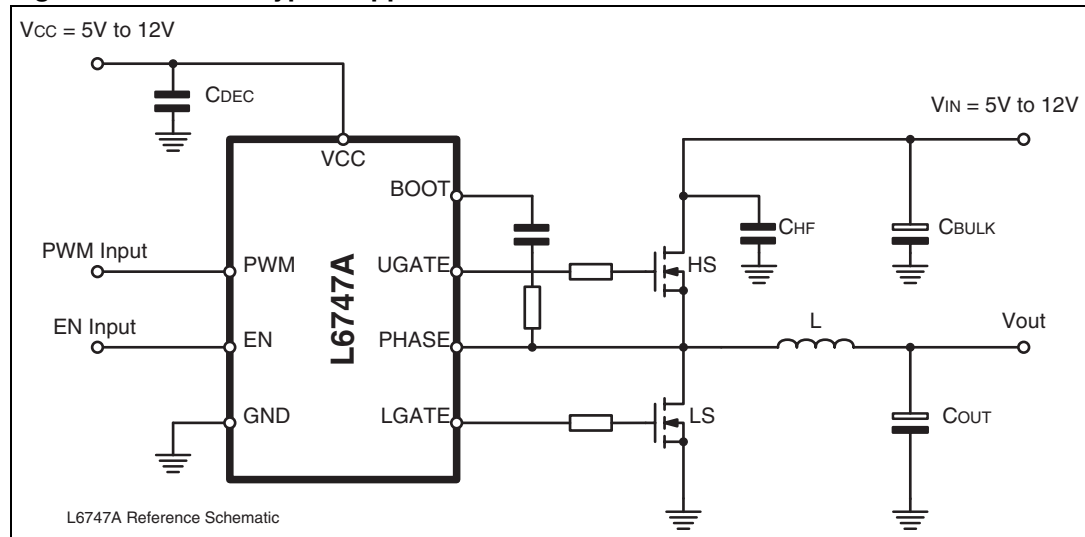 VCC = 5V to 12V
CDEC
VIN = 5V to 12V
VCC
BOOT
CHF
CBULK
PWM Input
PWM
UGATE
HS
L6747A
EN Input
EN
PHASE
L
Vout
GND
LGATE
LS
COUT
L6747A Reference Schematic